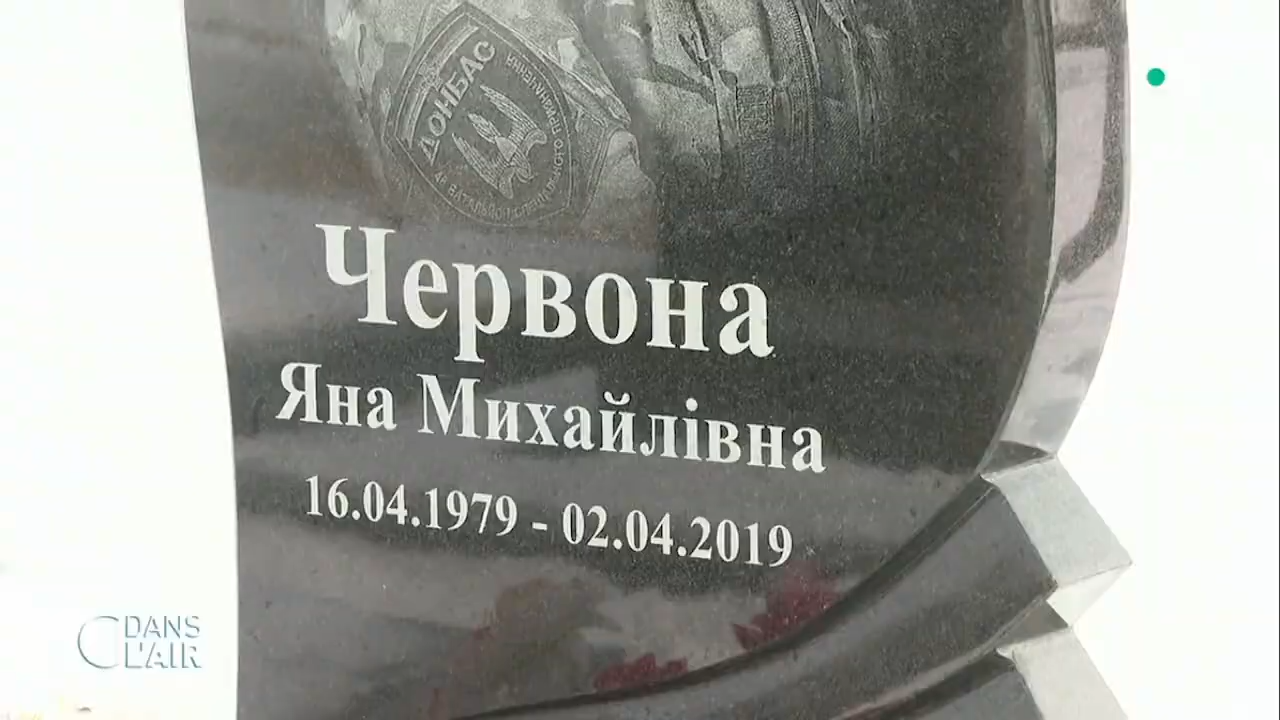 ДОНБАС
Червона
Яна Михайлівна
16.04.1979 - 02.04.2019
C DANS
L'AIR